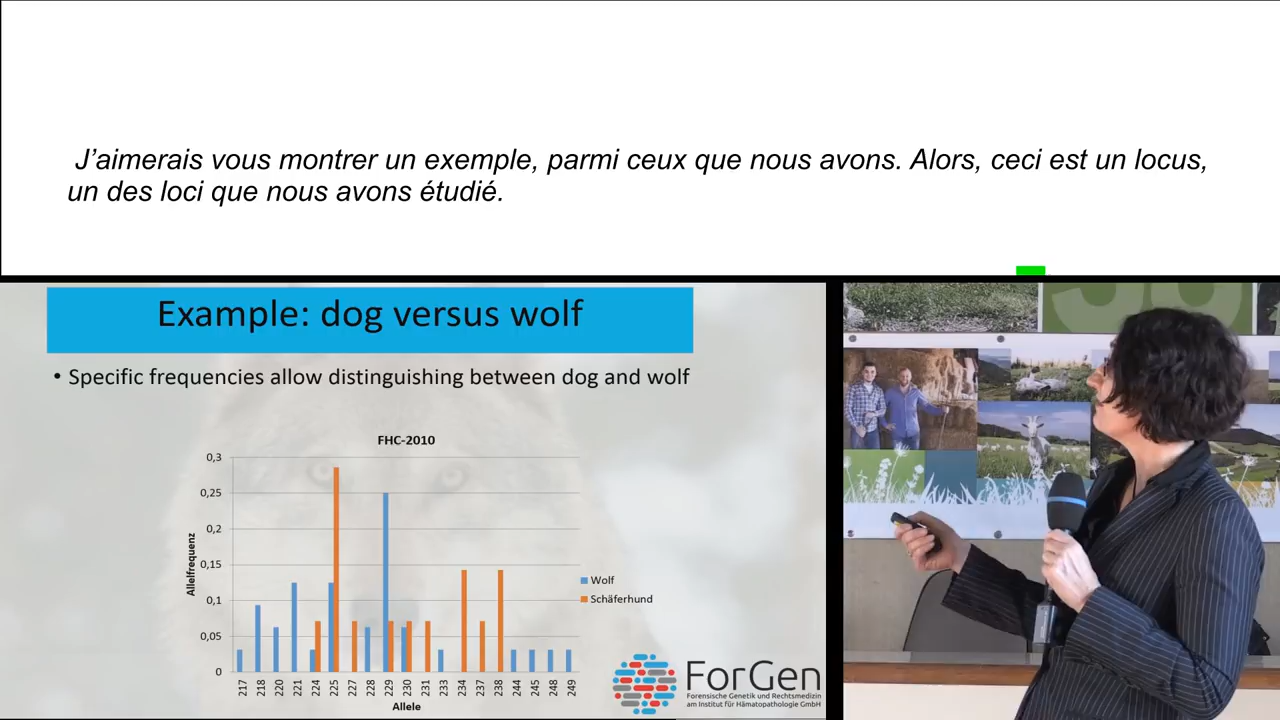 J’aimerais vous montrer un exemple, parmi ceux que nous avons. Alors, ceci est un locus,
un des loci que nous avons étudié.
Example: dog versus wolf
• Specific frequencies allow distinguishing between dog and wolf
FHC-2010
0,3
0,25
0,2
0,15
0,1
0,05
0
Allelfrequenz
217 218 220 221 224 225 227 228 229 230 231 233 234 237 238 244 245 248 249
Allele
Wolf
Schäferhund
ForGen
Forensische Genetik und Rechtsmedizin
am Institut für Hämatopathologie GmbH